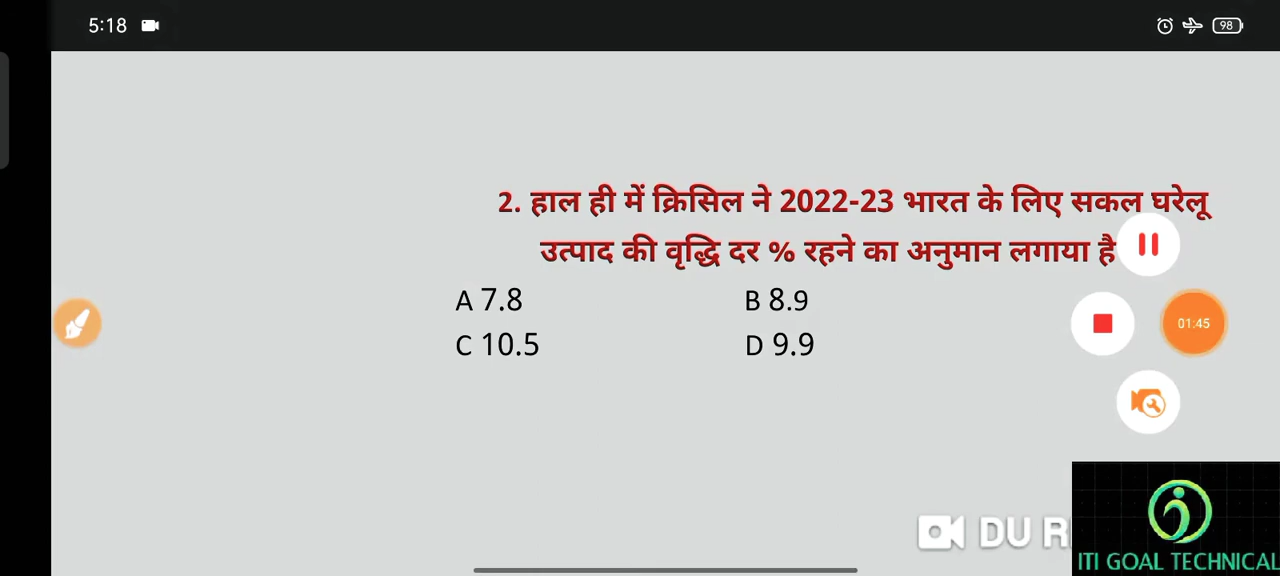 5:18
98
2. हाल ही में क्रिसिल ने 2022-23 भारत के लिए सकल घरेलू
उत्पाद की वृद्धि दर % रहने का अनुमान लगाया है
A 7.8 B 8.9
C 10.5 D 9.9
01:45
DU
ITI GOAL TECHNICAL